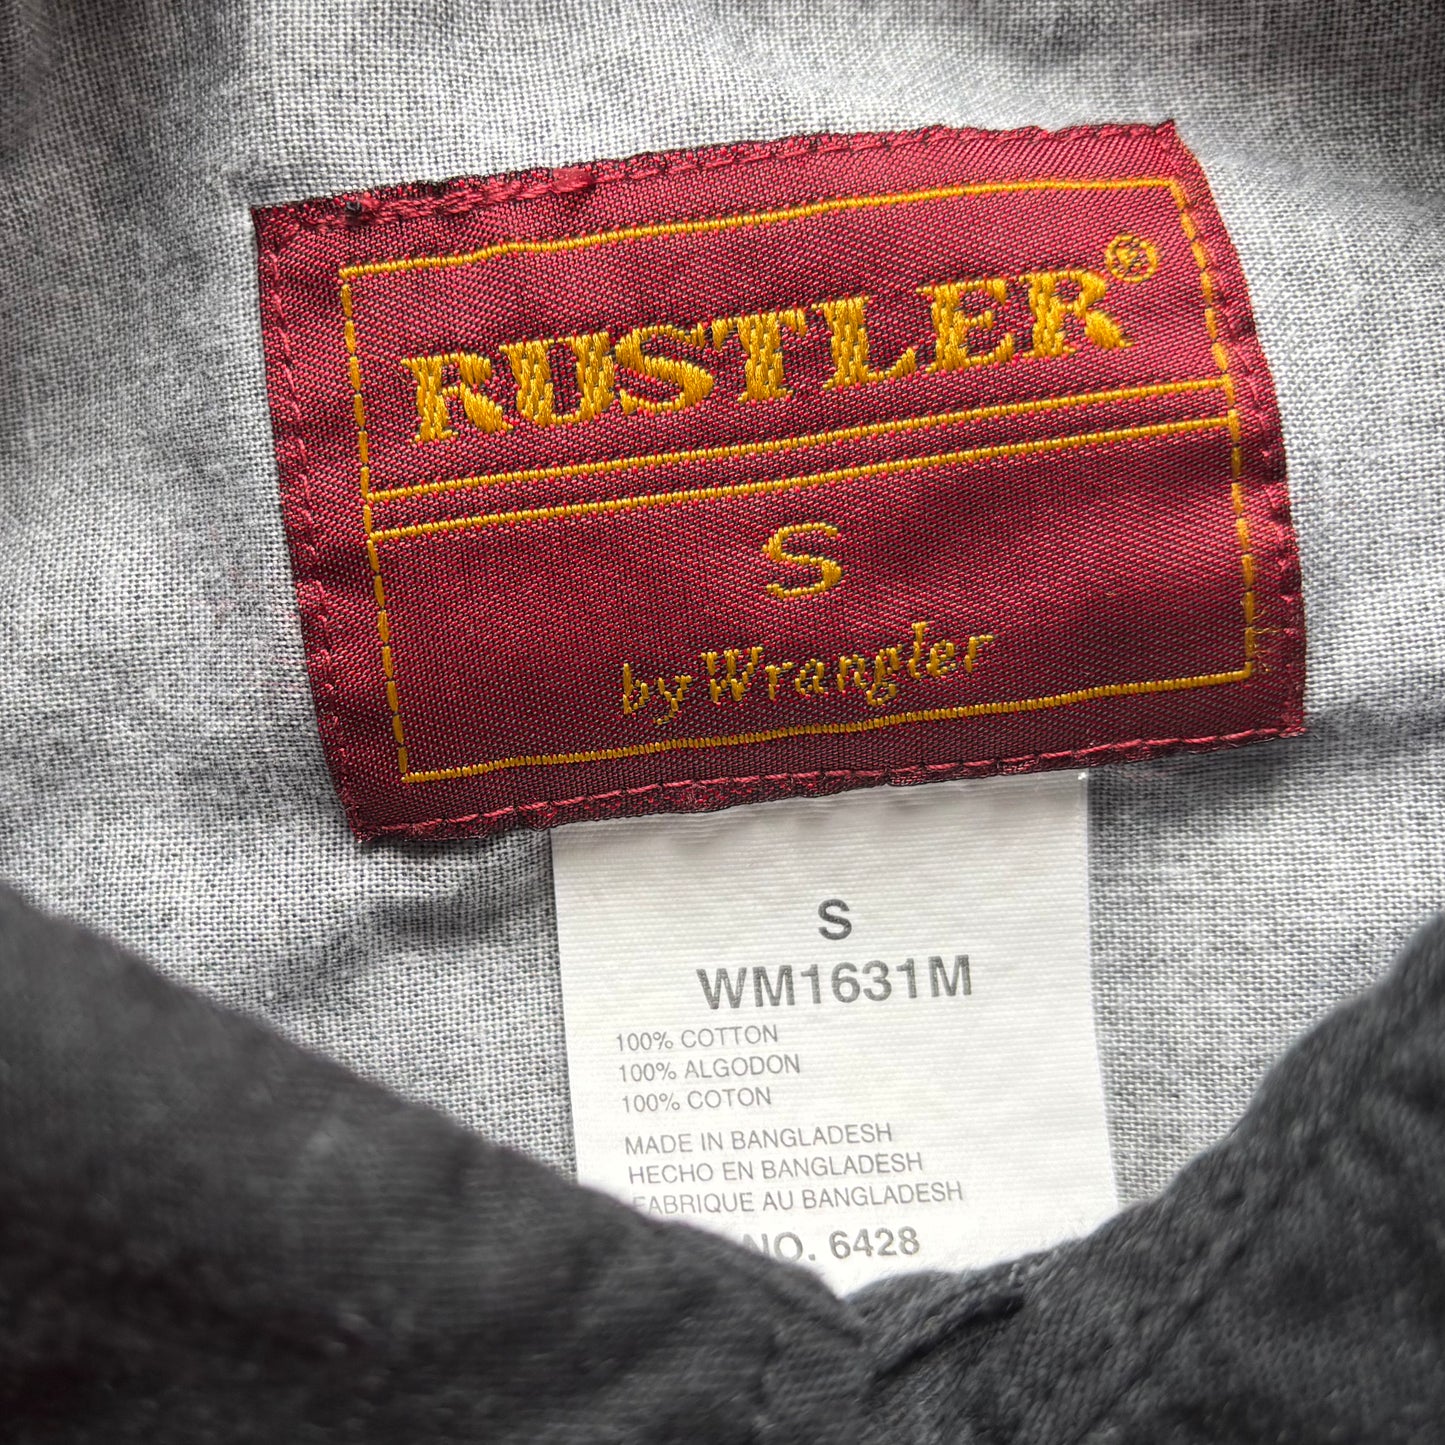 RUSTLER®
S
by Wrangler
S
WM1631M
100% COTTON
100% ALGODON
100% COTON
MADE IN BANGLADESH
HECHO EN BANGLADESH
FABRIQUE AU BANGLADESH
NO. 6428